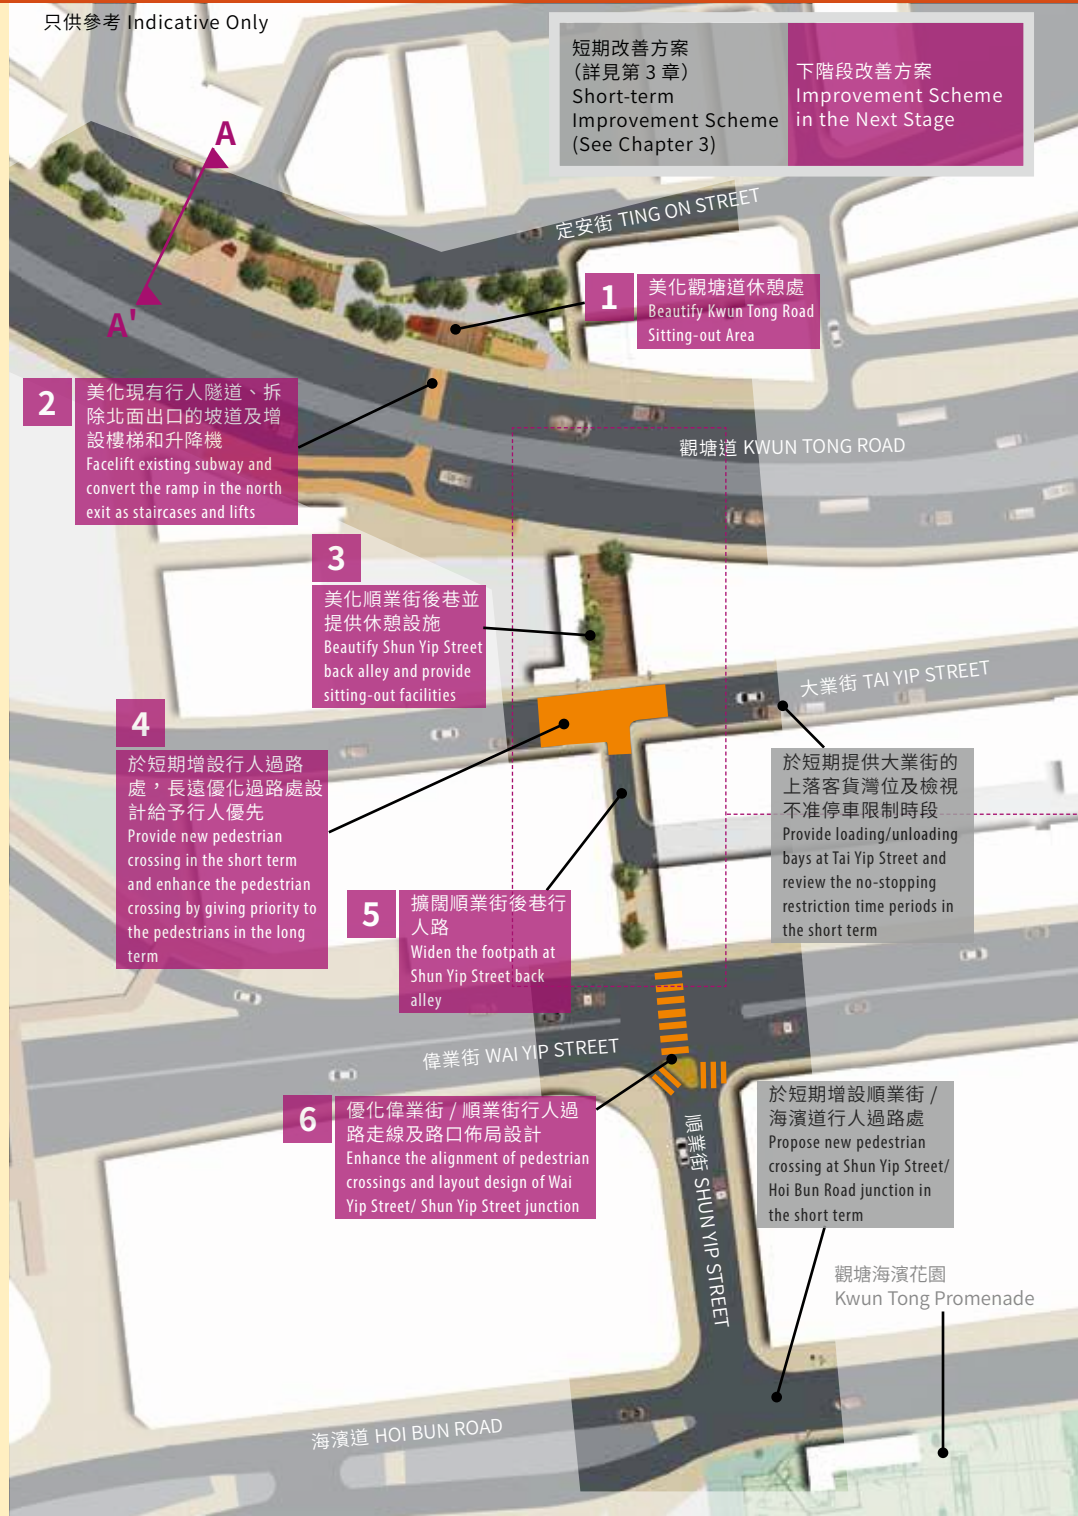 只供參考 Indicative Only
短期改善方案
（詳見第 3 章）
Short-term
Improvement Scheme
(See Chapter 3)
下階段改善方案
Improvement Scheme
in the Next Stage
A
A'
定安街 TING ON STREET
1
美化觀塘道休憩處
Beautify Kwun Tong Road
Sitting-out Area
2
美化現有行人隧道、拆
除北面出口的坡道及增
設樓梯和升降機
Facelift existing subway and
convert the ramp in the north
exit as staircases and lifts
觀塘道 KWUN TONG ROAD
3
美化順業街後巷並
提供休憩設施
Beautify Shun Yip Street
back alley and provide
sitting-out facilities
大業街 TAI YIP STREET
4
於短期增設行人過路
處，長遠優化過路處設
計給予行人優先
Provide new pedestrian
crossing in the short term
and enhance the pedestrian
crossing by giving priority to
the pedestrians in the long
term
於短期提供大業街的
上落客貨灣位及檢視
不准停車限制時段
Provide loading/unloading
bays at Tai Yip Street and
review the no-stopping
restriction time periods in
the short term
5
擴闊順業街後巷行
人路
Widen the footpath at
Shun Yip Street back
alley
偉業街 WAI YIP STREET
6
優化偉業街 / 順業街行人過
路走線及路口佈局設計
Enhance the alignment of pedestrian
crossings and layout design of Wai
Yip Street/ Shun Yip Street junction
順業街 SHUN YIP STREET
於短期增設順業街 /
海濱道行人過路處
Propose new pedestrian
crossing at Shun Yip Street/
Hoi Bun Road junction in
the short term
觀塘海濱花園
Kwun Tong Promenade
海濱道 HOI BUN ROAD